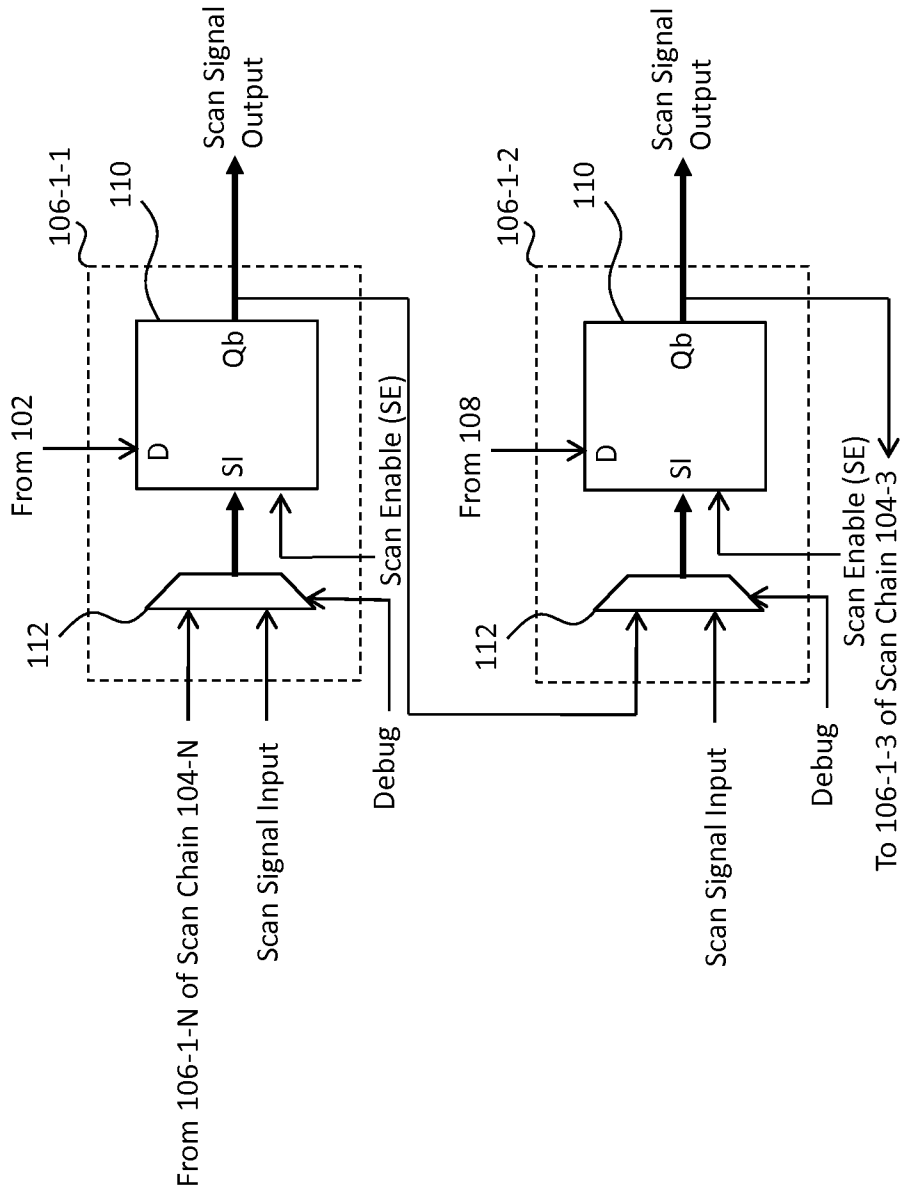 From 102
106-1-1
110
112
D
SI
Qb
Scan Signal
Output
From 106-1-N of Scan Chain 104-N
Scan Signal Input
Debug
Scan Enable (SE)
From 108
106-1-2
110
112
D
SI
Qb
Scan Signal
Output
Scan Signal Input
Debug
Scan Enable (SE)
To 106-1-3 of Scan Chain 104-3